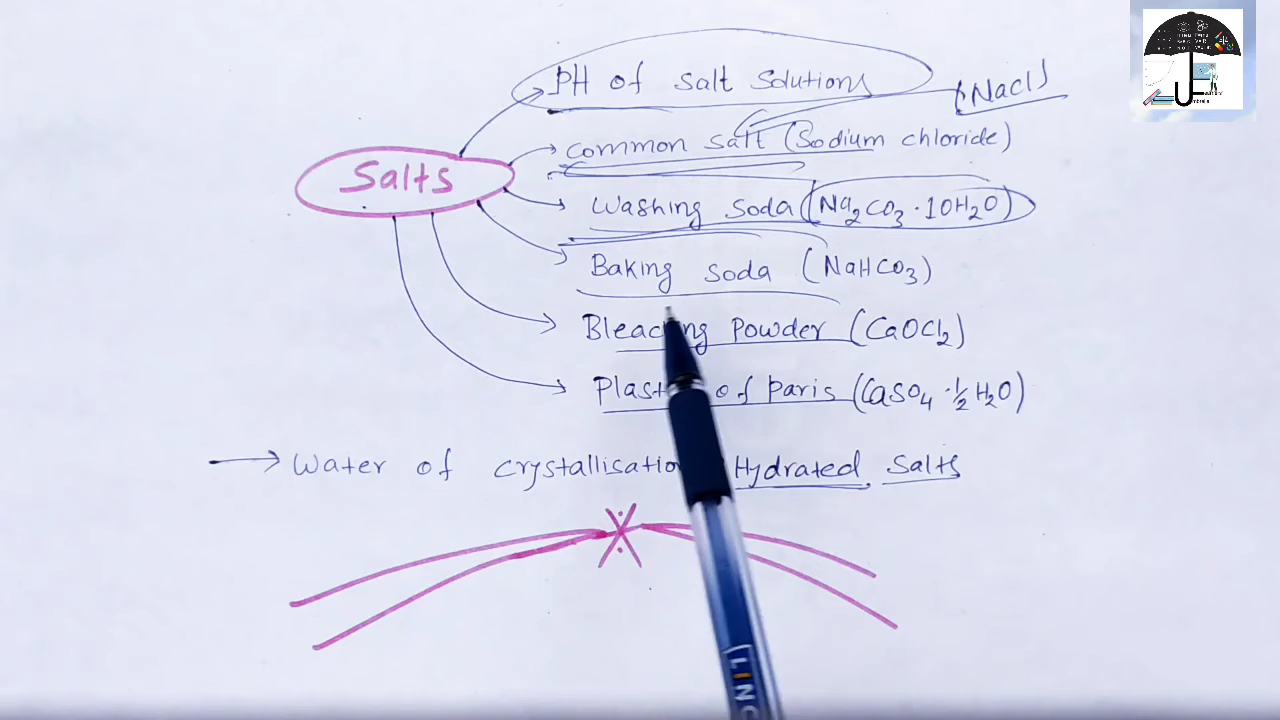 PH of salt solutions
(NaCl)
Common salt (Sodium chloride)
Salts
Washing Soda (Na2CO3·10H2O)
Baking Soda (NaHCO3)
Bleaching Powder (CaOCl2)
Plaster of Paris (CaSO4·1/2H2O)
Water of crystallisation Hydrated Salts
LINC